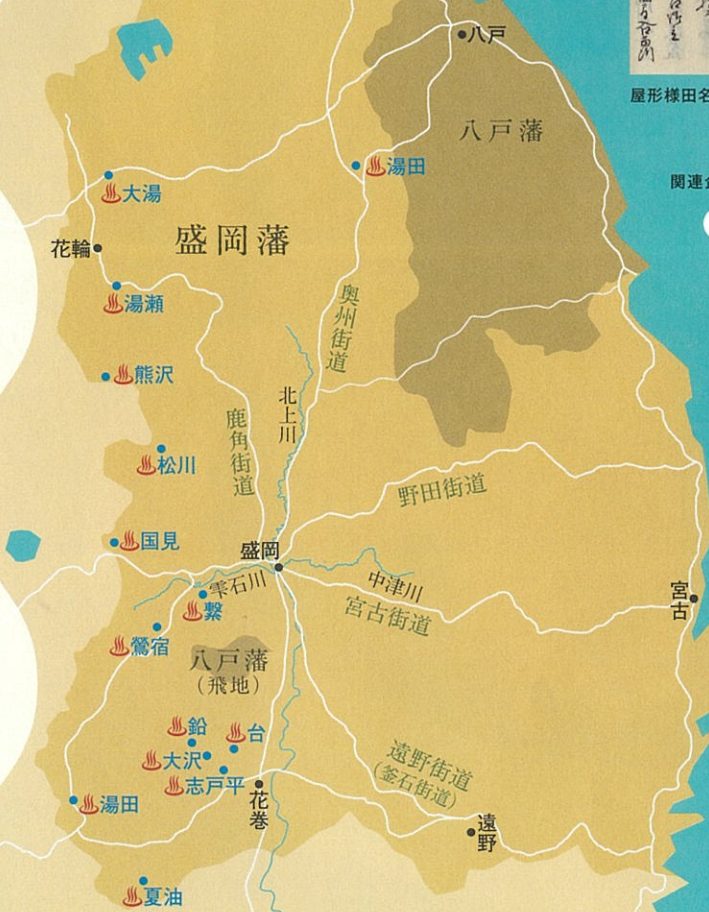 八戸
屋形様田名
八戸藩
湯田
関連企
大湯
盛岡藩
花輪
湯瀬
奥州街道
熊沢
北上川
鹿角街道
松川
野田街道
国見
盛岡
雫石川
中津川
繋
宮古街道
宮古
鶯宿
八戸藩
(飛地)
鉛
台
大沢
志戸平
遠野街道
(釜石街道)
湯田
花巻
遠野
夏油